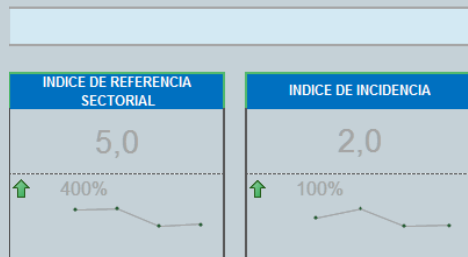 INDICE DE REFERENCIA
SECTORIAL
5,0
400%
INDICE DE INCIDENCIA
2,0
100%